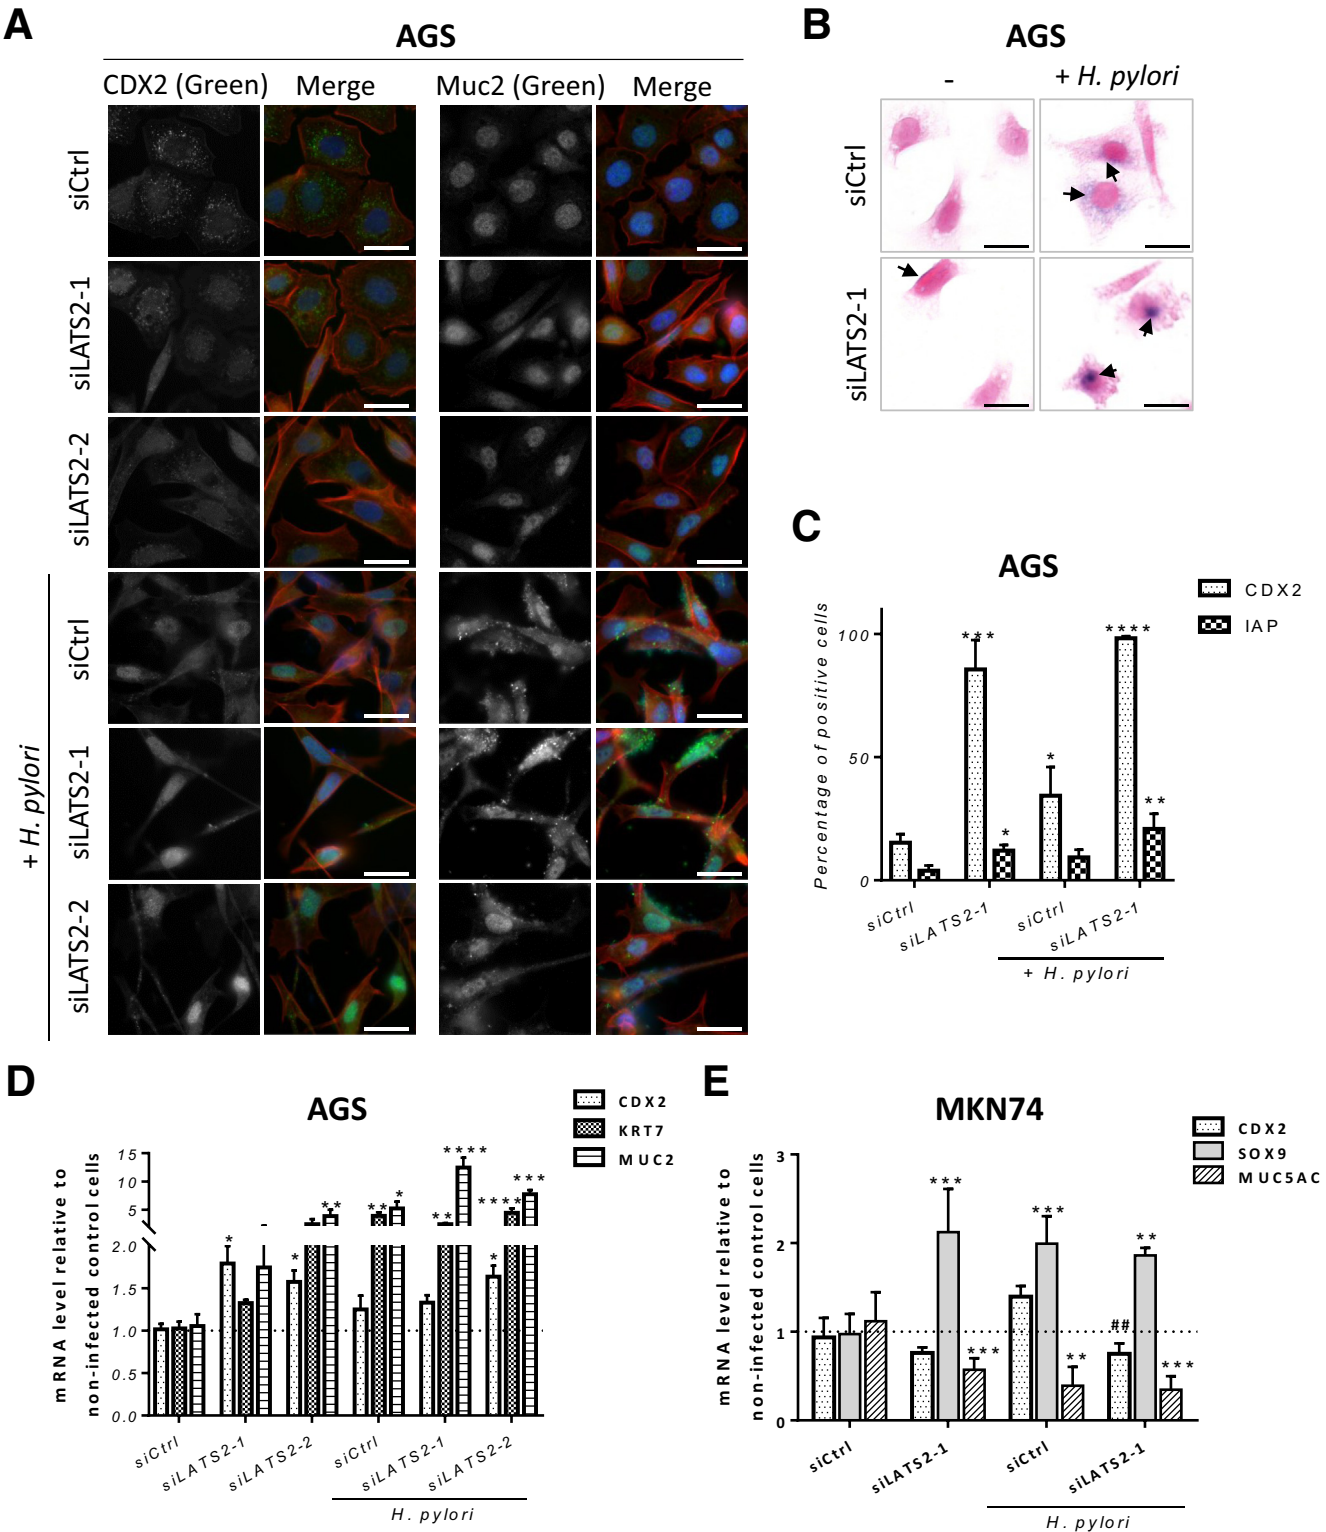 A
AGS
CDX2 (Green) Merge Muc2 (Green) Merge
siCtrl
siLATS2-1
siLATS2-2
+ H. pylori
siCtrl
siLATS2-1
siLATS2-2
B
AGS
- + H. pylori
siCtrl
siLATS2-1
C
AGS
CDX2
IAP
Percentage of positive cells
100
50
0
*** * * **** **
siCtrl siLATS2-1 siCtrl siLATS2-1
+ H. pylori
D
AGS
CDX2
KRT7
MUC2
mRNA level relative to
non-infected control cells
15
10
5
2.0
1.5
1.0
0.5
0.0
* * ** ** * ** **** * **** ***
siCtrl siLATS2-1 siLATS2-2 siCtrl siLATS2-1 siLATS2-2
H. pylori
E
MKN74
CDX2
SOX9
MUC5AC
mRNA level relative to
non-infected control cells
3
2
1
0
*** *** *** ** ## ** ***
siCtrl siLATS2-1 siCtrl siLATS2-1
H. pylori